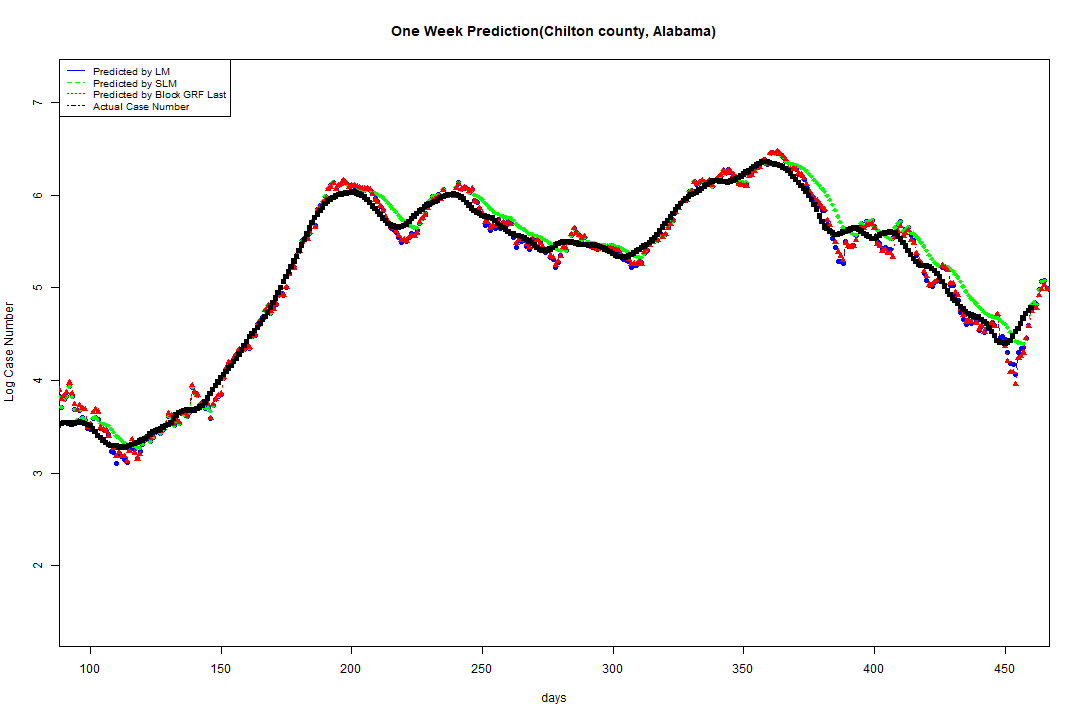 One Week Prediction(Chilton county, Alabama)
Predicted by LM
Predicted by SLM
Predicted by Block GRF Last
Actual Case Number
7
6
5
4
3
2
Log Case Number
100 150 200 250 300 350 400 450
days